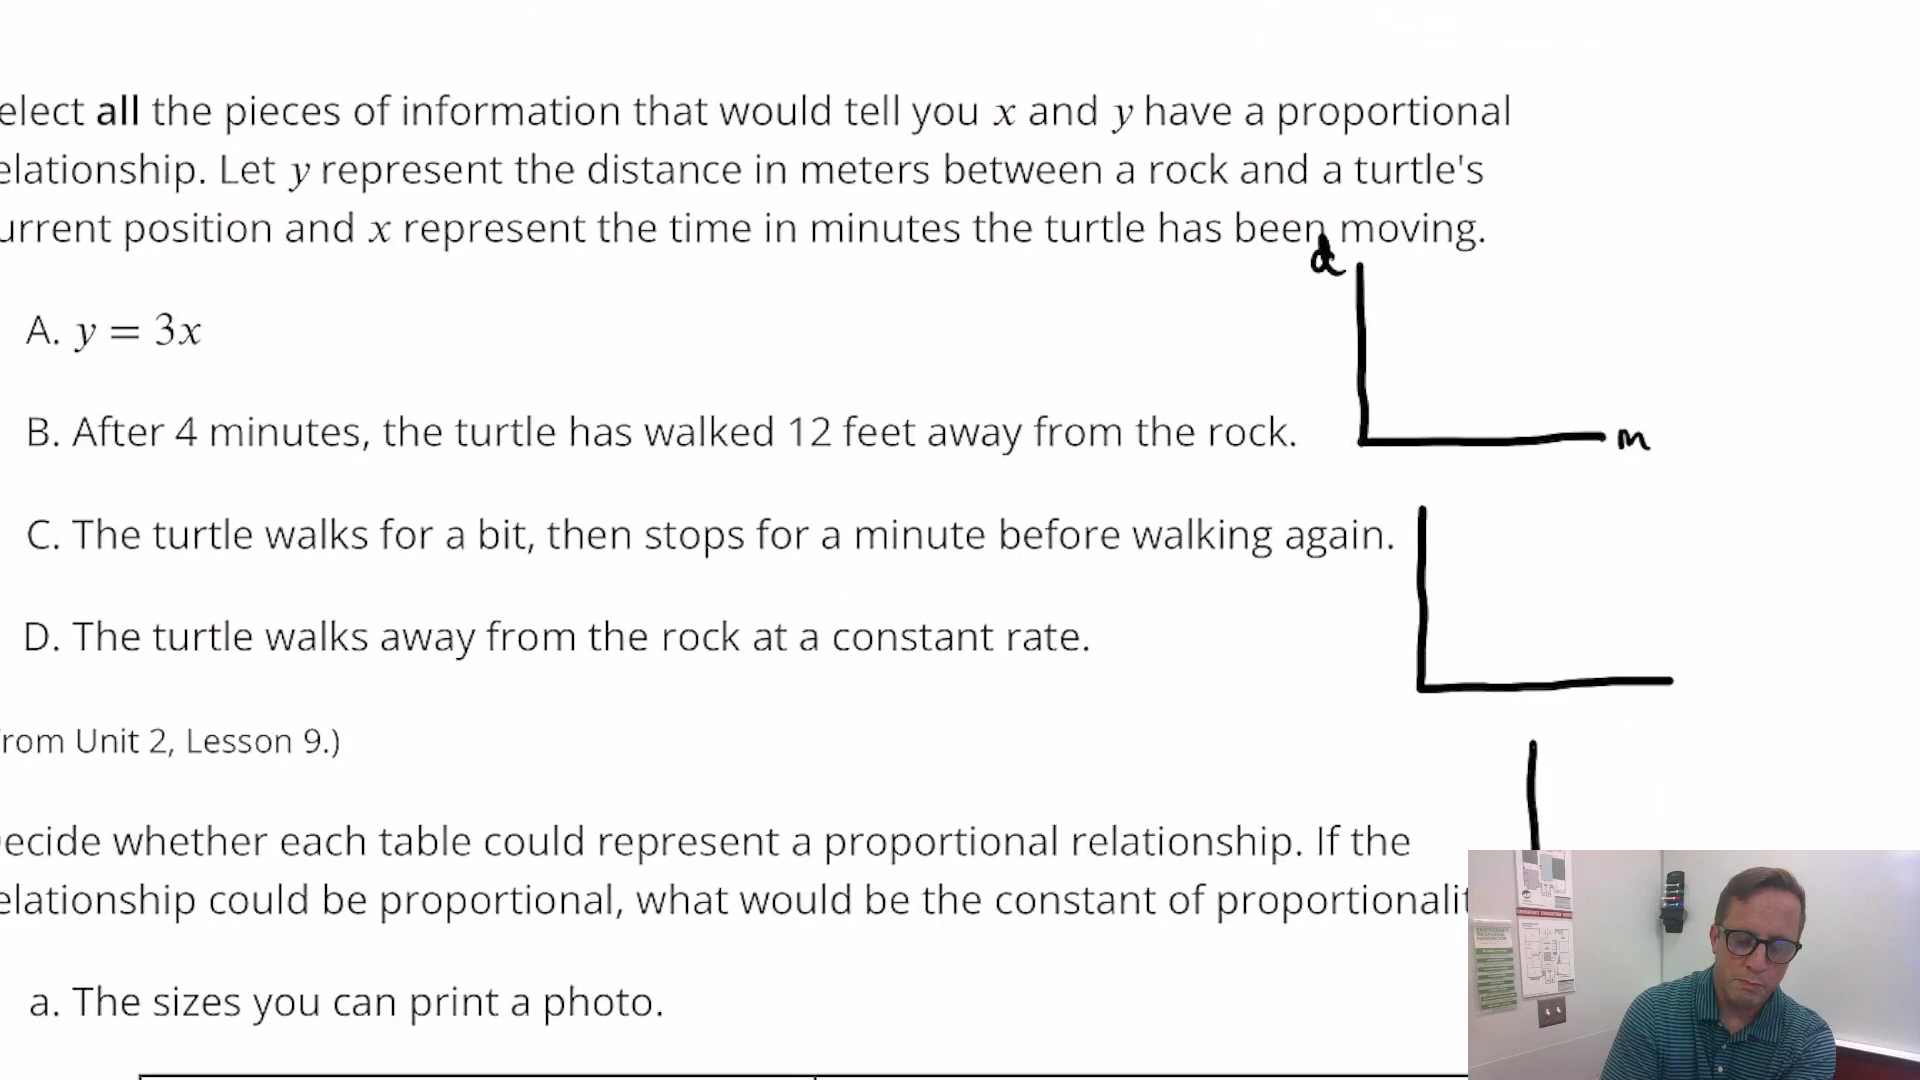 elect all the pieces of information that would tell you x and y have a proportional
elationship. Let y represent the distance in meters between a rock and a turtle's
urrent position and x represent the time in minutes the turtle has been moving.
d
A. y = 3x
B. After 4 minutes, the turtle has walked 12 feet away from the rock.
m
C. The turtle walks for a bit, then stops for a minute before walking again.
D. The turtle walks away from the rock at a constant rate.
rom Unit 2, Lesson 9.)
ecide whether each table could represent a proportional relationship. If the
elationship could be proportional, what would be the constant of proportionalit
a. The sizes you can print a photo.